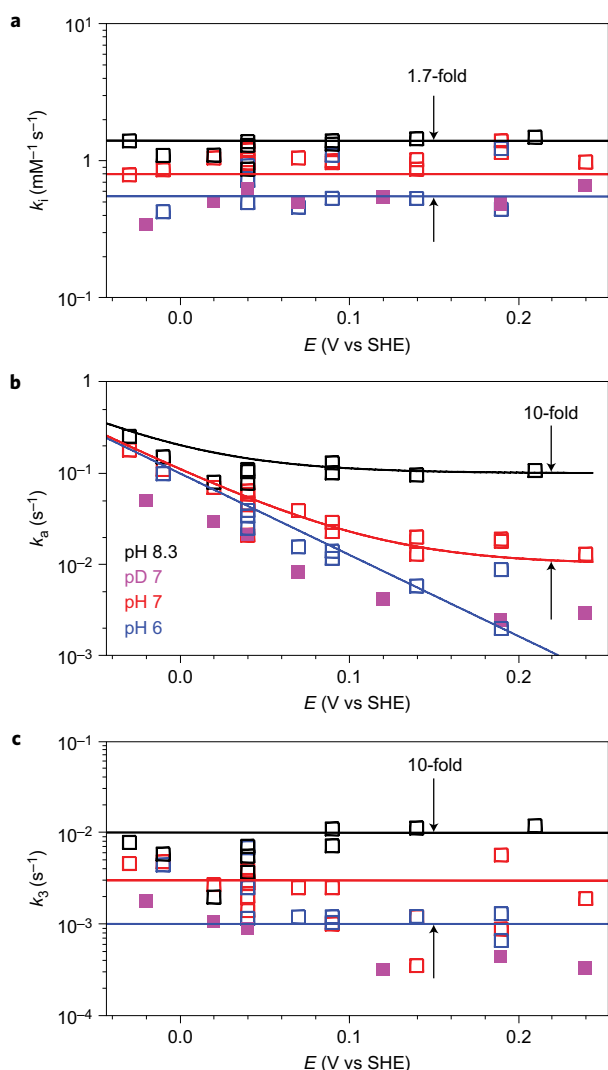 a
10¹
1
10⁻¹
kᵢ (mM⁻¹ s⁻¹)
1.7-fold
0.0 0.1 0.2
E (V vs SHE)
b
1
10⁻¹
10⁻²
10⁻³
kₐ (s⁻¹)
10-fold
pH 8.3
pD 7
pH 7
pH 6
0.0 0.1 0.2
E (V vs SHE)
c
10⁻¹
10⁻²
10⁻³
10⁻⁴
k₃ (s⁻¹)
10-fold
0.0 0.1 0.2
E (V vs SHE)